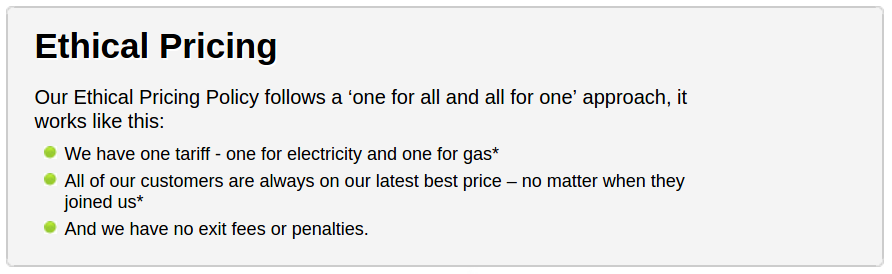 Ethical Pricing
Our Ethical Pricing Policy follows a ‘one for all and all for one’ approach, it
works like this:
We have one tariff - one for electricity and one for gas*
All of our customers are always on our latest best price – no matter when they
joined us*
And we have no exit fees or penalties.